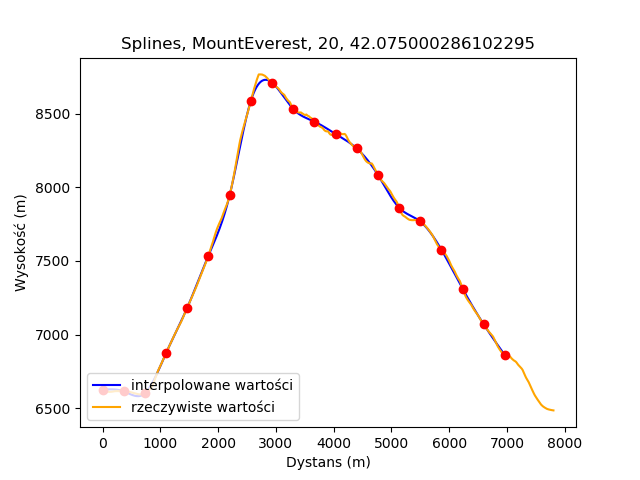 Splines, MountEverest, 20, 42.075000286102295
Wysokość (m)
8500
8000
7500
7000
6500
interpolowane wartości
rzeczywiste wartości
0 1000 2000 3000 4000 5000 6000 7000 8000
Dystans (m)